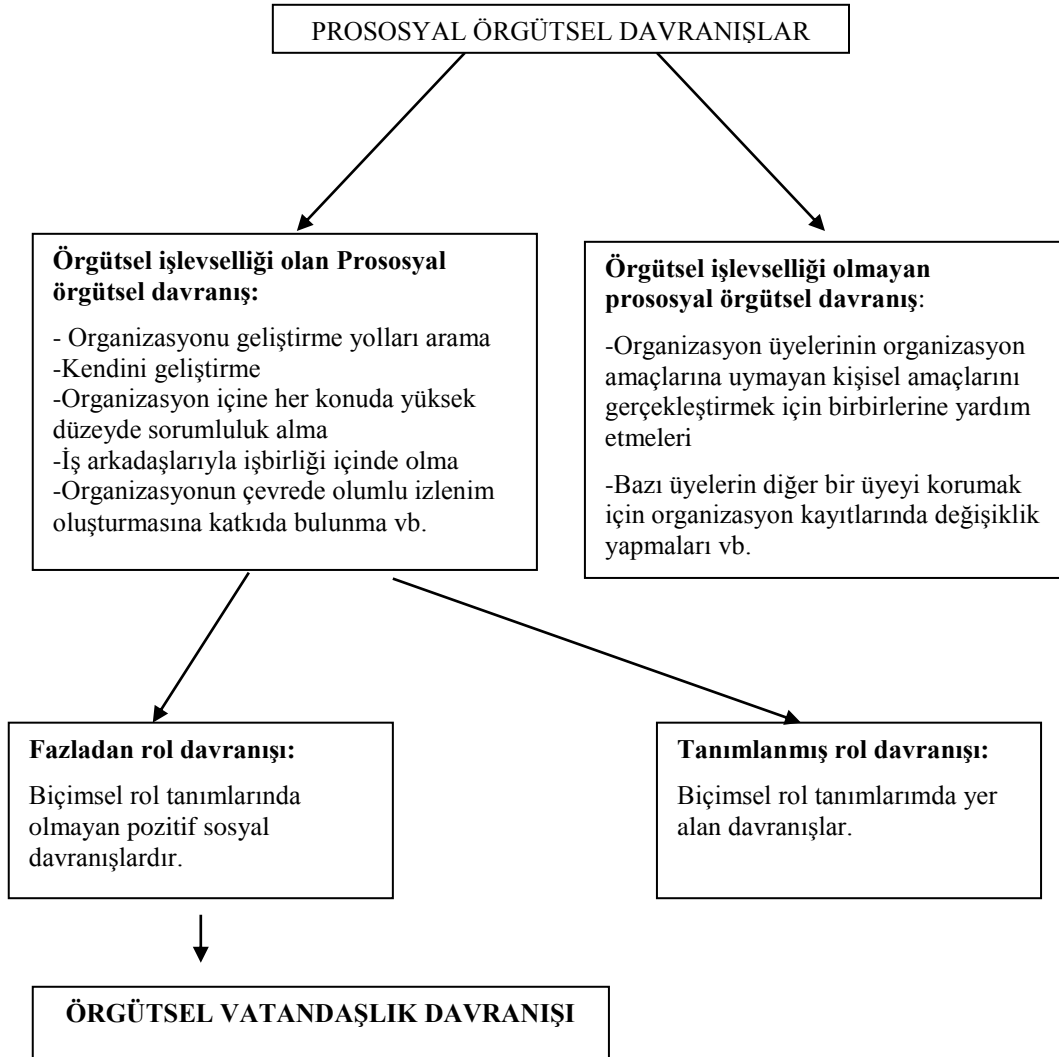 PROSOSYAL ÖRGÜTSEL DAVRANIŞLAR
Örgütsel işlevselliği olan Prososyal
örgütsel davranış:
- Organizasyonu geliştirme yolları arama
-Kendini geliştirme
-Organizasyon içine her konuda yüksek
düzeyde sorumluluk alma
-İş arkadaşlarıyla işbirliği içinde olma
-Organizasyonun çevrede olumlu izlenim
oluşturmasına katkıda bulunma vb.
Örgütsel işlevselliği olmayan
prososyal örgütsel davranış:
-Organizasyon üyelerinin organizasyon
amaçlarına uymayan kişisel amaçlarını
gerçekleştirmek için birbirlerine yardım
etmeleri
-Bazı üyelerin diğer bir üyeyi korumak
için organizasyon kayıtlarında değişiklik
yapmaları vb.
Fazladan rol davranışı:
Biçimsel rol tanımlarında
olmayan pozitif sosyal
davranışlardır.
Tanımlanmış rol davranışı:
Biçimsel rol tanımlarımda yer
alan davranışlar.
ÖRGÜTSEL VATANDAŞLIK DAVRANIŞI